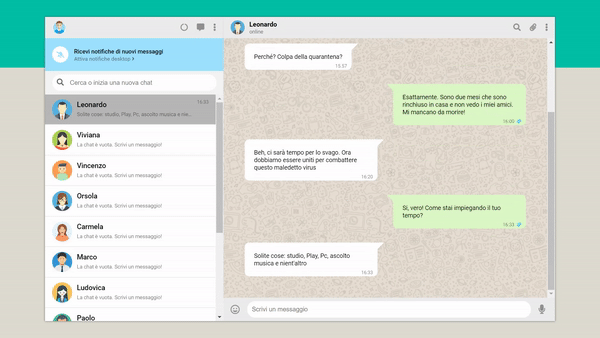 Leonardo
online
Ricevi notifiche di nuovi messaggi
Attiva notifiche desktop >
Cerca o inizia una nuova chat
Leonardo
16:33
Solite cose: studio, Play, Pc, ascolto musica e nie...
Viviana
La chat è vuota. Scrivi un messaggio!
Vincenzo
La chat è vuota. Scrivi un messaggio!
Orsola
La chat è vuota. Scrivi un messaggio!
Carmela
La chat è vuota. Scrivi un messaggio!
Marco
La chat è vuota. Scrivi un messaggio!
Ludovica
La chat è vuota. Scrivi un messaggio!
Paolo
Perché? Colpa della quarantena?
15:57
Esattamente. Sono due mesi che sono
rinchiuso in casa e non vedo i miei amici.
Mi mancano da morire!
16:00
Beh, ci sarà tempo per lo svago. Ora
dobbiamo essere uniti per combattere
questo maledetto virus
16:20
Si, vero! Come stai impiegando il tuo
tempo?
16:33
Solite cose: studio, Play, Pc, ascolto
musica e nient'altro
16:33
Scrivi un messaggio